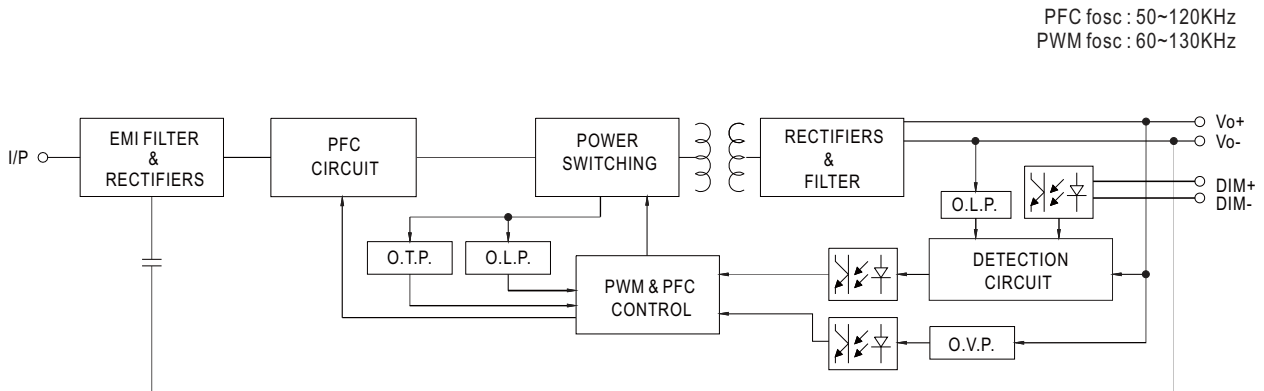 PFC fosc : 50~120KHz
PWM fosc : 60~130KHz
I/P
EMI FILTER
&
RECTIFIERS
PFC
CIRCUIT
POWER
SWITCHING
RECTIFIERS
&
FILTER
Vo+
Vo-
DIM+
DIM-
O.L.P.
O.T.P.
O.L.P.
DETECTION
CIRCUIT
PWM & PFC
CONTROL
O.V.P.